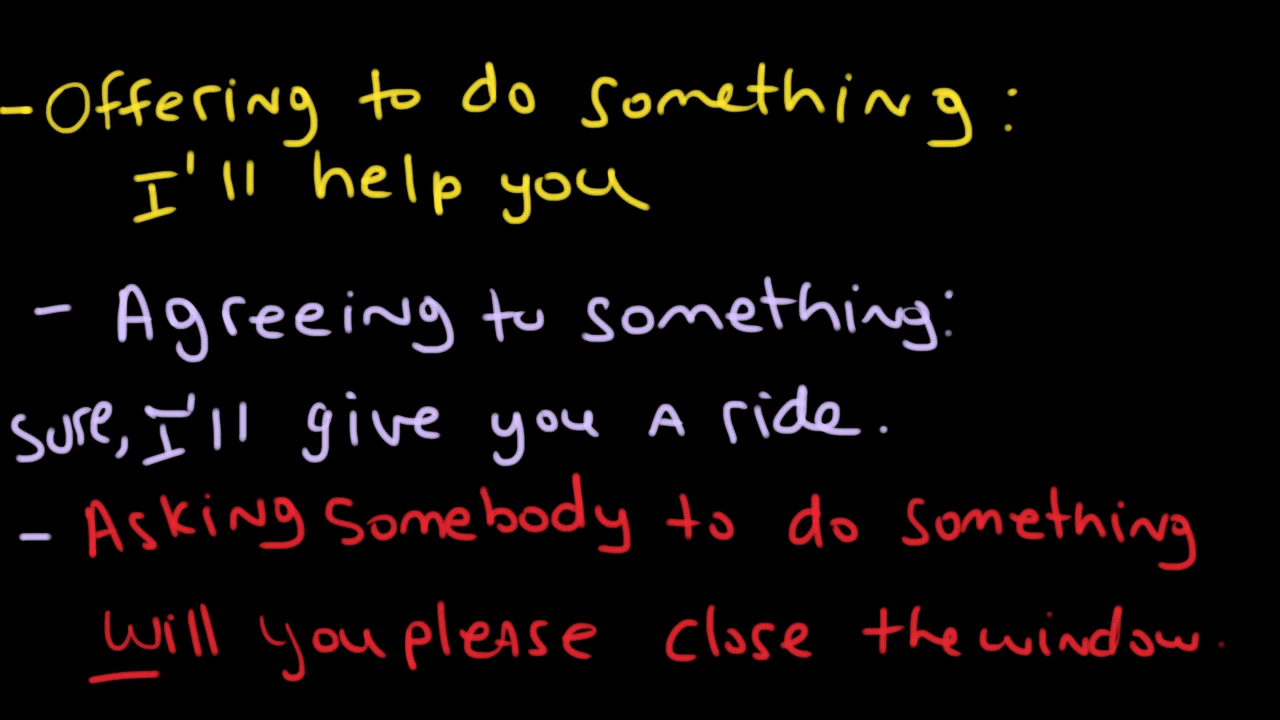 - Offering to do something:
I'll help you
- Agreeing to something:
sure, I'll give you A ride.
- Asking somebody to do something
will you please close the window.